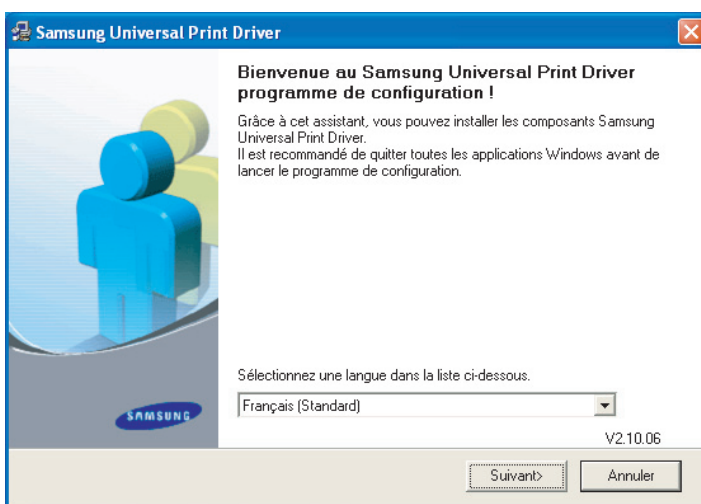 Samsung Universal Print Driver
Bienvenue au Samsung Universal Print Driver
programme de configuration !
Grâce à cet assistant, vous pouvez installer les composants Samsung
Universal Print Driver.
Il est recommandé de quitter toutes les applications Windows avant de
lancer le programme de configuration.
Sélectionnez une langue dans la liste ci-dessous.
Français (Standard)
SAMSUNG
V2.10.06
Suivant>
Annuler